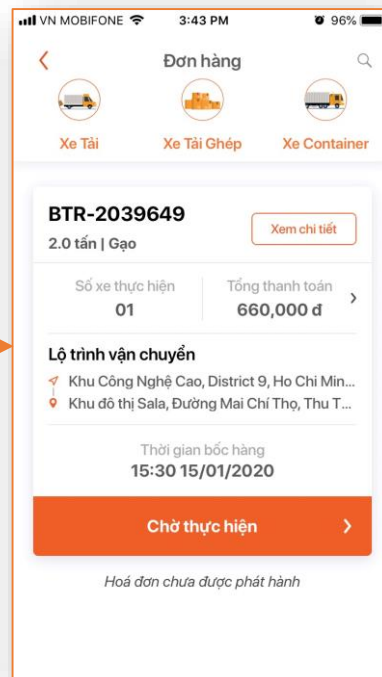 VN MOBIFONE 3:43 PM 96%
Đơn hàng
Xe Tải Xe Tải Ghép Xe Container
BTR-2039649
Xem chi tiết
2.0 tấn | Gạo
Số xe thực hiện Tổng thanh toán
01 660,000 đ
Lộ trình vận chuyển
Khu Công Nghệ Cao, District 9, Ho Chi Min...
Khu đô thị Sala, Đường Mai Chí Thọ, Thu T...
Thời gian bốc hàng
15:30 15/01/2020
Chờ thực hiện
Hoá đơn chưa được phát hành